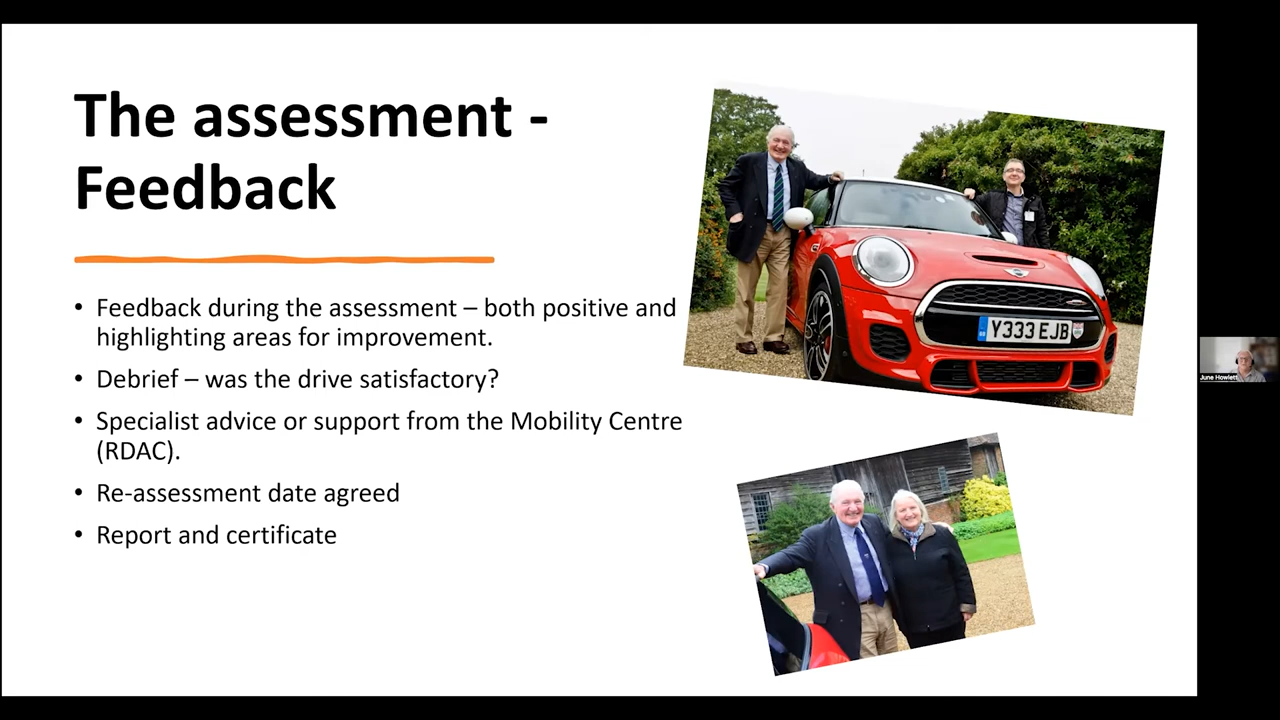 The assessment -
Feedback
• Feedback during the assessment – both positive and
highlighting areas for improvement.
• Debrief – was the drive satisfactory?
• Specialist advice or support from the Mobility Centre
(RDAC).
• Re-assessment date agreed
• Report and certificate
Y333 EJB
June Howlett